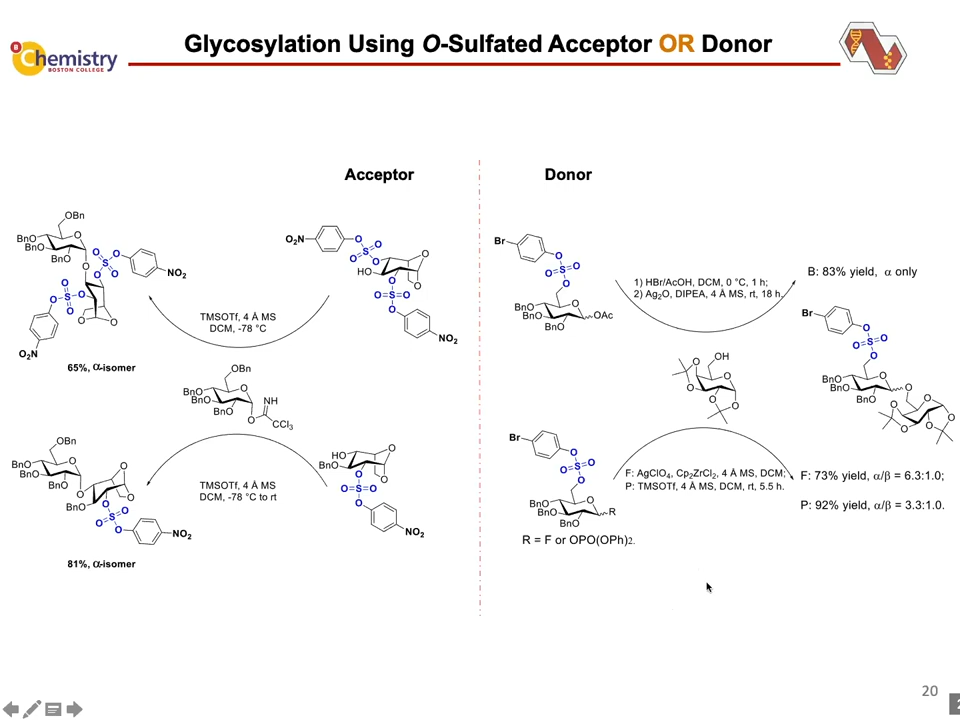 Glycosylation Using O-Sulfated Acceptor OR Donor
B
Chemistry
BOSTON COLLEGE
Acceptor
Donor
OBn
BnO
BnO
BnO
O
O
O
S
O
O
O
NO₂
O
S
O
O
O
O
O
O₂N
65%, α-isomer
TMSOTf, 4 Å MS
DCM, -78 °C
O₂N
O
S
O
O
O
HO
O
O
O
S
O
O
O
NO₂
OBn
BnO
BnO
BnO
O
O
NH
CCl₃
OBn
BnO
BnO
BnO
O
O
O
O
BnO
O
S
O
O
O
NO₂
81%, α-isomer
TMSOTf, 4 Å MS
DCM, -78 °C to rt
HO
BnO
O
O
O
S
O
O
O
NO₂
Br
O
S
O
O
O
BnO
BnO
BnO
O
OAc
1) HBr/AcOH, DCM, 0 °C, 1 h;
2) Ag₂O, DIPEA, 4 Å MS, rt, 18 h.
B: 83% yield, α only
OH
O
O
O
O
O
Br
O
S
O
O
O
BnO
BnO
BnO
O
O
O
O
O
O
O
O
Br
O
S
O
O
O
BnO
BnO
BnO
O
R
R = F or OPO(OPh)₂.
F: AgClO₄, Cp₂ZrCl₂, 4 Å MS, DCM;
P: TMSOTf, 4 Å MS, DCM, rt, 5.5 h.
F: 73% yield, α/β = 6.3:1.0;
P: 92% yield, α/β = 3.3:1.0.
20